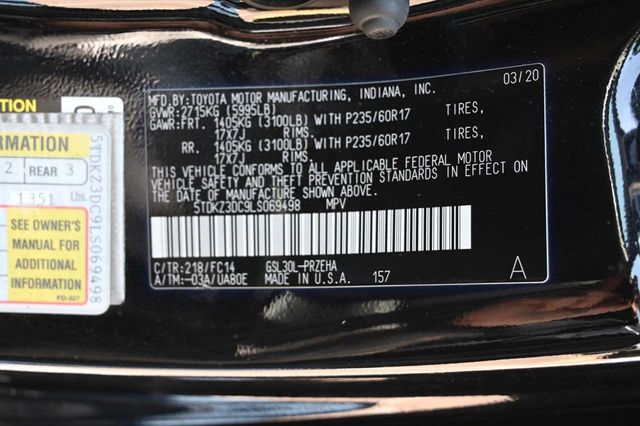 03/20
MFD.BY:TOYOTA MOTOR MANUFACTURING, INDIANA, INC.
GVWR:2715KG (5995LB)
GAWR:FRT. 1405KG (3100LB) WITH P235/60R17 TIRES,
17X7J RIMS.
RR. 1405KG (3100LB) WITH P235/60R17 TIRES,
17X7J RIMS.
THIS VEHICLE CONFORMS TO ALL APPLICABLE FEDERAL MOTOR
VEHICLE SAFETY AND THEFT PREVENTION STANDARDS IN EFFECT ON
THE DATE OF MANUFACTURE SHOWN ABOVE.
5TDKZ3DC9LS069498 MPV
C/TR:218/FC14 GSL30L-PRZEHA
A/TM:-03A/UA80E MADE IN U.S.A. 157 A
2 REAR 3
1351 Lbs.
SEE OWNER'S
MANUAL FOR
ADDITIONAL
INFORMATION
5TDKZ3DC9LS069498